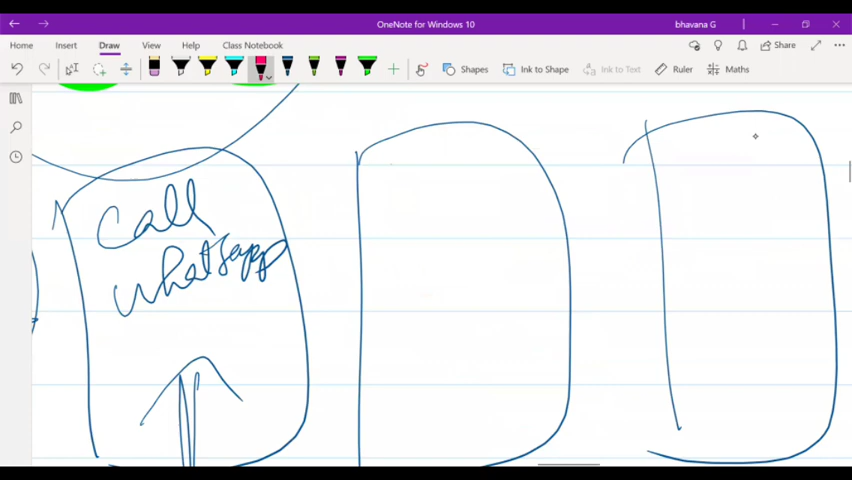 OneNote for Windows 10
bhavana G
Home Insert Draw View Help Class Notebook
Share
Shapes Ink to Shape Ink to Text Ruler Maths
Call
whatsapp